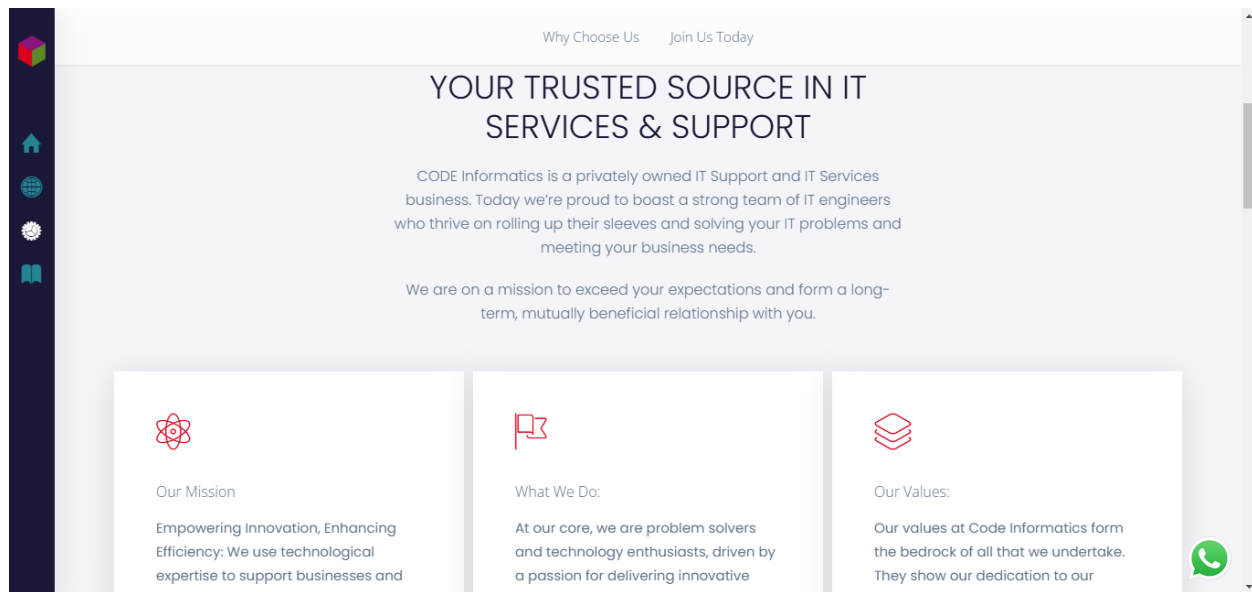 Why Choose Us Join Us Today
YOUR TRUSTED SOURCE IN IT
SERVICES & SUPPORT
CODE Informatics is a privately owned IT Support and IT Services
business. Today we’re proud to boast a strong team of IT engineers
who thrive on rolling up their sleeves and solving your IT problems and
meeting your business needs.
We are on a mission to exceed your expectations and form a long-
term, mutually beneficial relationship with you.
Our Mission
Empowering Innovation, Enhancing
Efficiency: We use technological
expertise to support businesses and
What We Do:
At our core, we are problem solvers
and technology enthusiasts, driven by
a passion for delivering innovative
Our Values:
Our values at Code Informatics form
the bedrock of all that we undertake.
They show our dedication to our